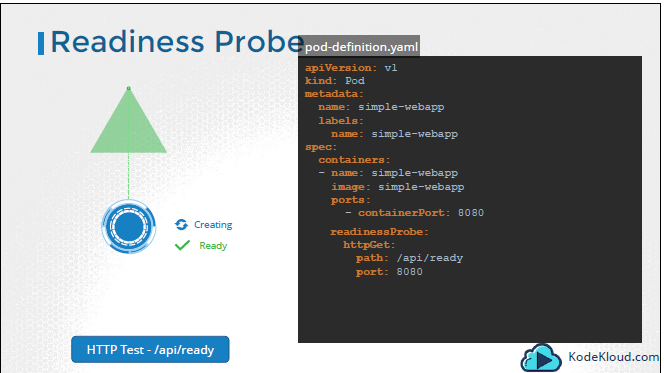 Readiness Probe
pod-definition.yaml
apiVersion: v1
kind: Pod
metadata:
  name: simple-webapp
  labels:
    name: simple-webapp
spec:
  containers:
  - name: simple-webapp
    image: simple-webapp
    ports:
      - containerPort: 8080
    readinessProbe:
      httpGet:
        path: /api/ready
        port: 8080
Creating
Ready
HTTP Test - /api/ready
KodeKloud.com